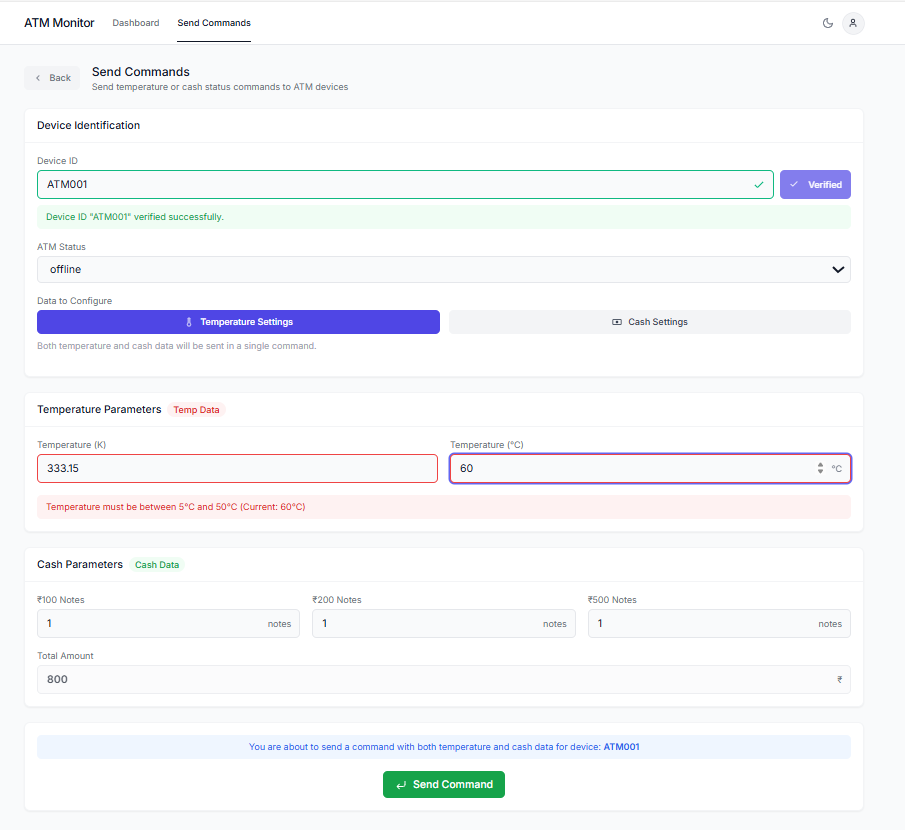 ATM Monitor Dashboard Send Commands
Back
Send Commands
Send temperature or cash status commands to ATM devices
Device Identification
Device ID
ATM001
Verified
Device ID "ATM001" verified successfully.
ATM Status
offline
Data to Configure
Temperature Settings Cash Settings
Both temperature and cash data will be sent in a single command.
Temperature Parameters Temp Data
Temperature (K) Temperature (°C)
333.15 60 °C
Temperature must be between 5°C and 50°C (Current: 60°C)
Cash Parameters Cash Data
₹100 Notes ₹200 Notes ₹500 Notes
1 notes 1 notes 1 notes
Total Amount
800 ₹
You are about to send a command with both temperature and cash data for device: ATM001
Send Command